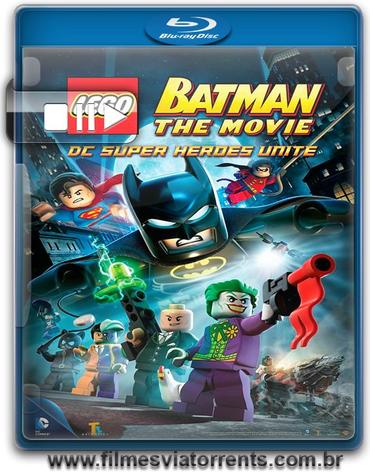 Blu-ray Disc
LEGO
BATMAN
THE MOVIE
DC SUPER HEROES UNITE
www.filmesviatorrents.com.br